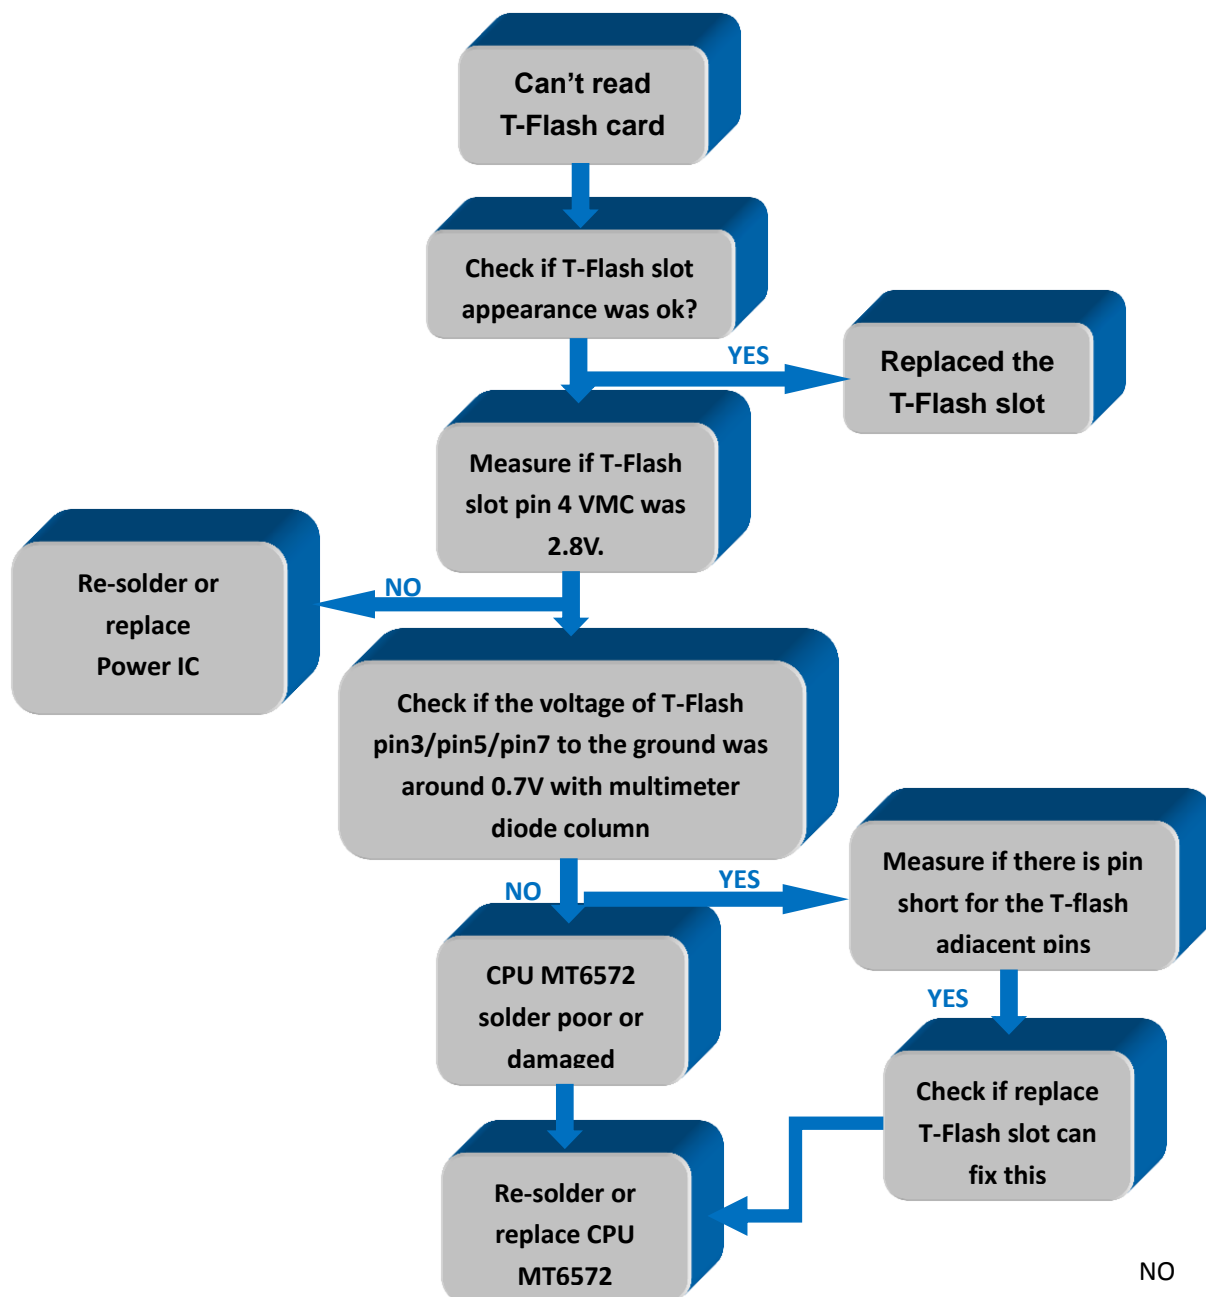 Can’t read
T-Flash card
Check if T-Flash slot
appearance was ok?
YES
Replaced the
T-Flash slot
Measure if T-Flash
slot pin 4 VMC was
2.8V.
NO
Re-solder or
replace
Power IC
Check if the voltage of T-Flash
pin3/pin5/pin7 to the ground was
around 0.7V with multimeter
diode column
NO
YES
Measure if there is pin
short for the T-flash
adjacent pins
CPU MT6572
solder poor or
damaged
YES
Check if replace
T-Flash slot can
fix this
Re-solder or
replace CPU
MT6572
NO